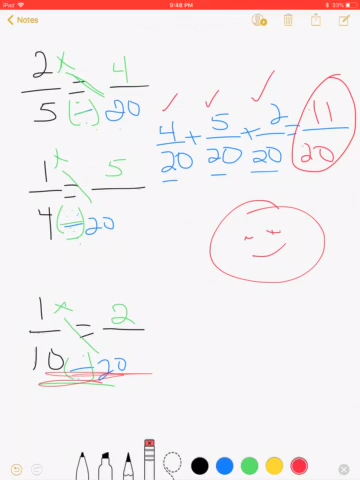 iPad
9:48 PM
23%
Notes
2/5 × (÷) = 4/20
4/20 + 5/20 + 2/20 = 11/20
1/4 × (÷) = 5/20
1/10 × (÷) = 2/20